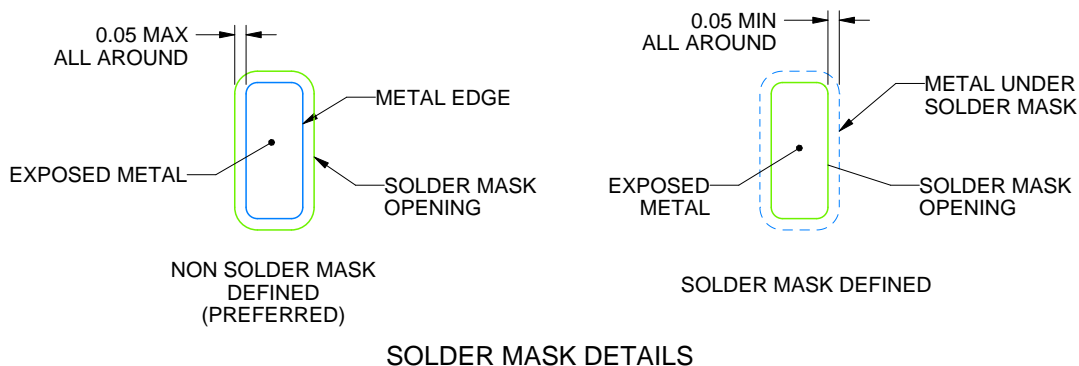 0.05 MAX
ALL AROUND
METAL EDGE
EXPOSED METAL
SOLDER MASK
OPENING
NON SOLDER MASK
DEFINED
(PREFERRED)
0.05 MIN
ALL AROUND
METAL UNDER
SOLDER MASK
EXPOSED
METAL
SOLDER MASK
OPENING
SOLDER MASK DEFINED
SOLDER MASK DETAILS